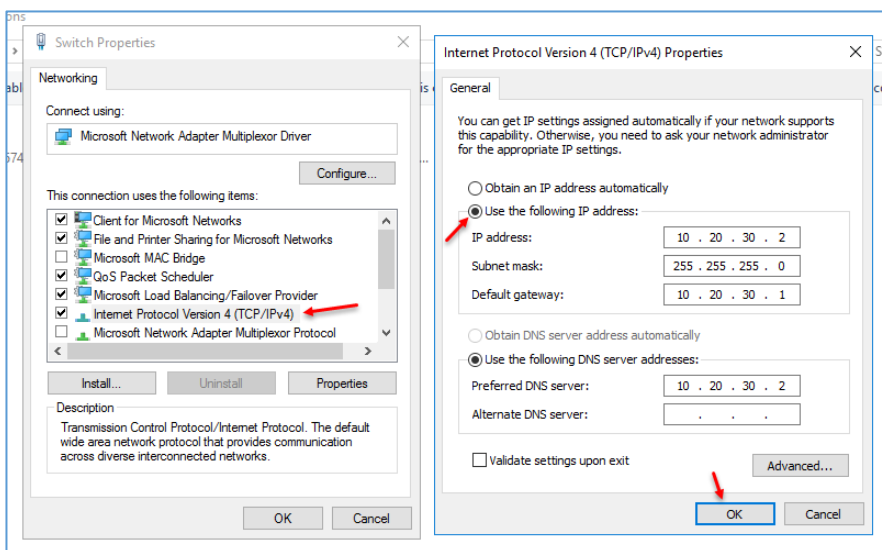 ons
Switch Properties
Networking
Connect using:
Microsoft Network Adapter Multiplexor Driver
Configure...
This connection uses the following items:
Client for Microsoft Networks
File and Printer Sharing for Microsoft Networks
Microsoft MAC Bridge
QoS Packet Scheduler
Microsoft Load Balancing/Failover Provider
Internet Protocol Version 4 (TCP/IPv4)
Microsoft Network Adapter Multiplexor Protocol
Install...
Uninstall
Properties
Description
Transmission Control Protocol/Internet Protocol. The default
wide area network protocol that provides communication
across diverse interconnected networks.
OK
Cancel
abl
574
...
Internet Protocol Version 4 (TCP/IPv4) Properties
General
You can get IP settings assigned automatically if your network supports
this capability. Otherwise, you need to ask your network administrator
for the appropriate IP settings.
Obtain an IP address automatically
Use the following IP address:
IP address:
10 . 20 . 30 . 2
Subnet mask:
255 . 255 . 255 . 0
Default gateway:
10 . 20 . 30 . 1
Obtain DNS server address automatically
Use the following DNS server addresses:
Preferred DNS server:
10 . 20 . 30 . 2
Alternate DNS server:
. . .
Validate settings upon exit
Advanced...
OK
Cancel